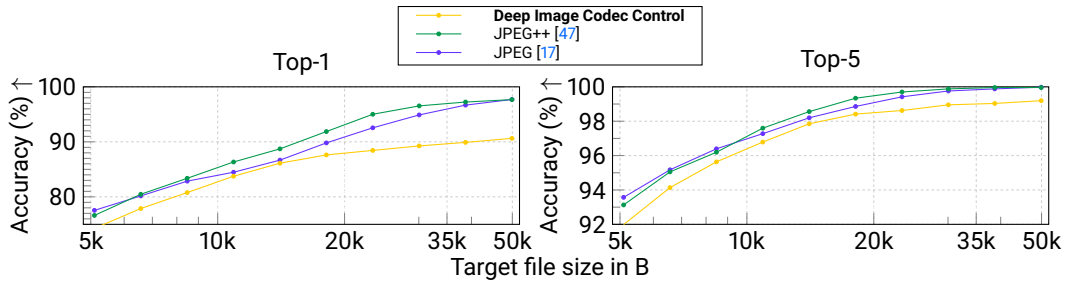 Deep Image Codec Control
JPEG++ [47]
JPEG [17]
Top-1
Top-5
Accuracy (%) ↑
100
90
80
5k
10k
20k
35k
50k
Accuracy (%) ↑
100
98
96
94
92
5k
10k
20k
35k
50k
Target file size in B